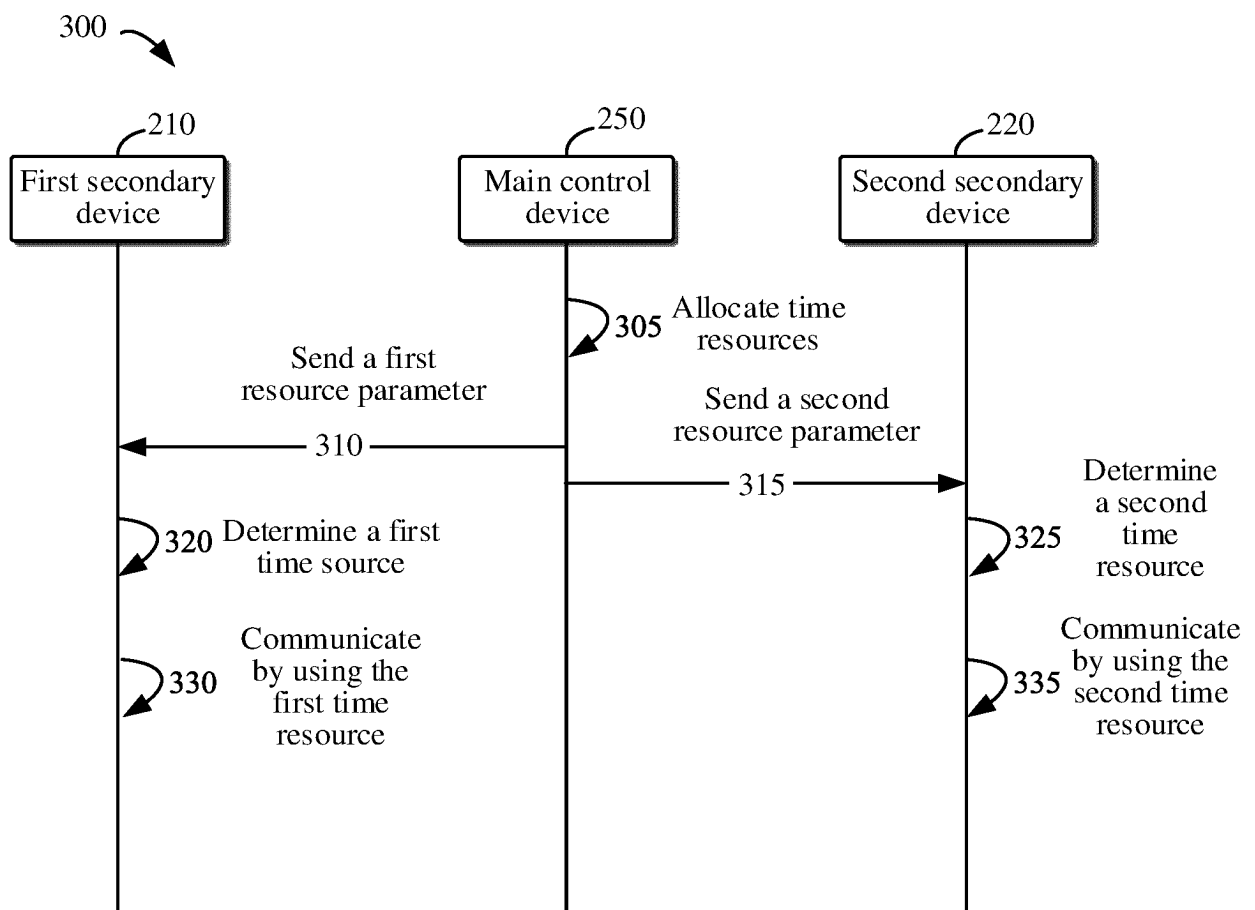 300
210
250
220
First secondary
device
Main control
device
Second secondary
device
305
Allocate time
resources
Send a first
resource parameter
310
Send a second
resource parameter
315
320
Determine a first
time source
325
Determine
a second
time
resource
330
Communicate
by using the
first time
resource
335
Communicate
by using the
second time
resource